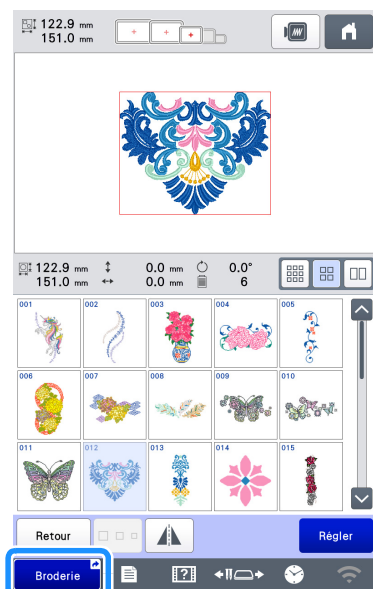 122.9 mm
151.0 mm
122.9 mm 0.0 mm 0.0°
151.0 mm 0.0 mm 6
001 002 003 004 005
006 007 008 009 010
011 012 013 014 015
Retour Régler
Broderie